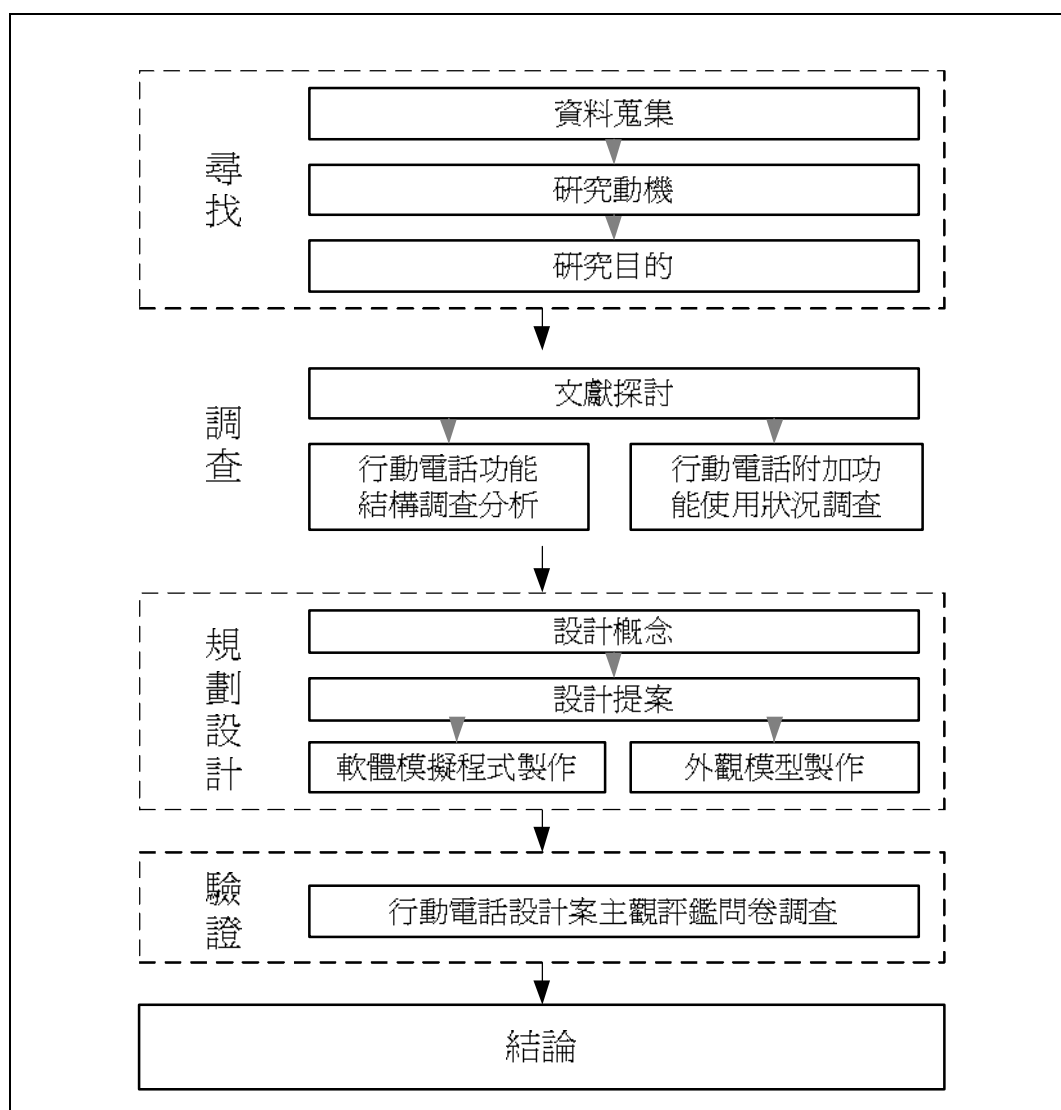 尋找
資料蒐集
研究動機
研究目的
調查
文獻探討
行動電話功能
結構調查分析
行動電話附加功
能使用狀況調查
規劃設計
設計概念
設計提案
軟體模擬程式製作
外觀模型製作
驗證
行動電話設計案主觀評鑑問卷調查
結論